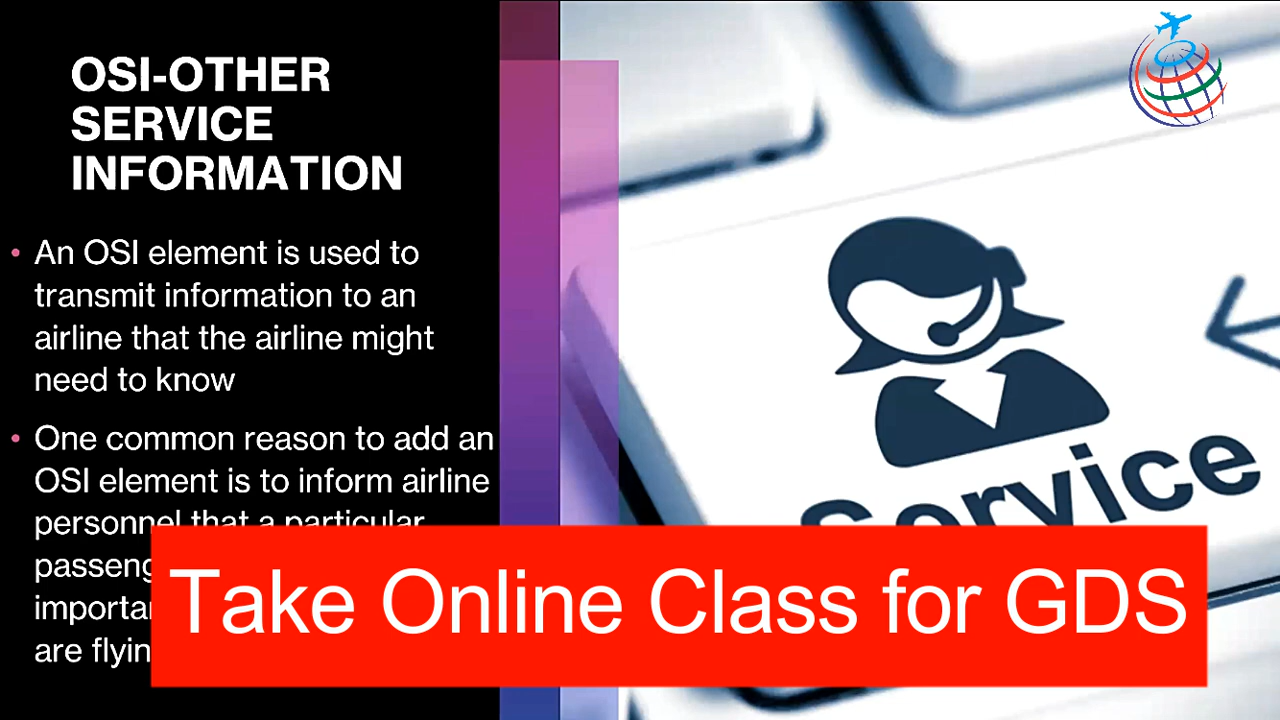 OSI-OTHER
SERVICE
INFORMATION
• An OSI element is used to
transmit information to an
airline that the airline might
need to know
• One common reason to add an
OSI element is to inform airline
personnel that a particular
are
Service
Take Online Class for GDS